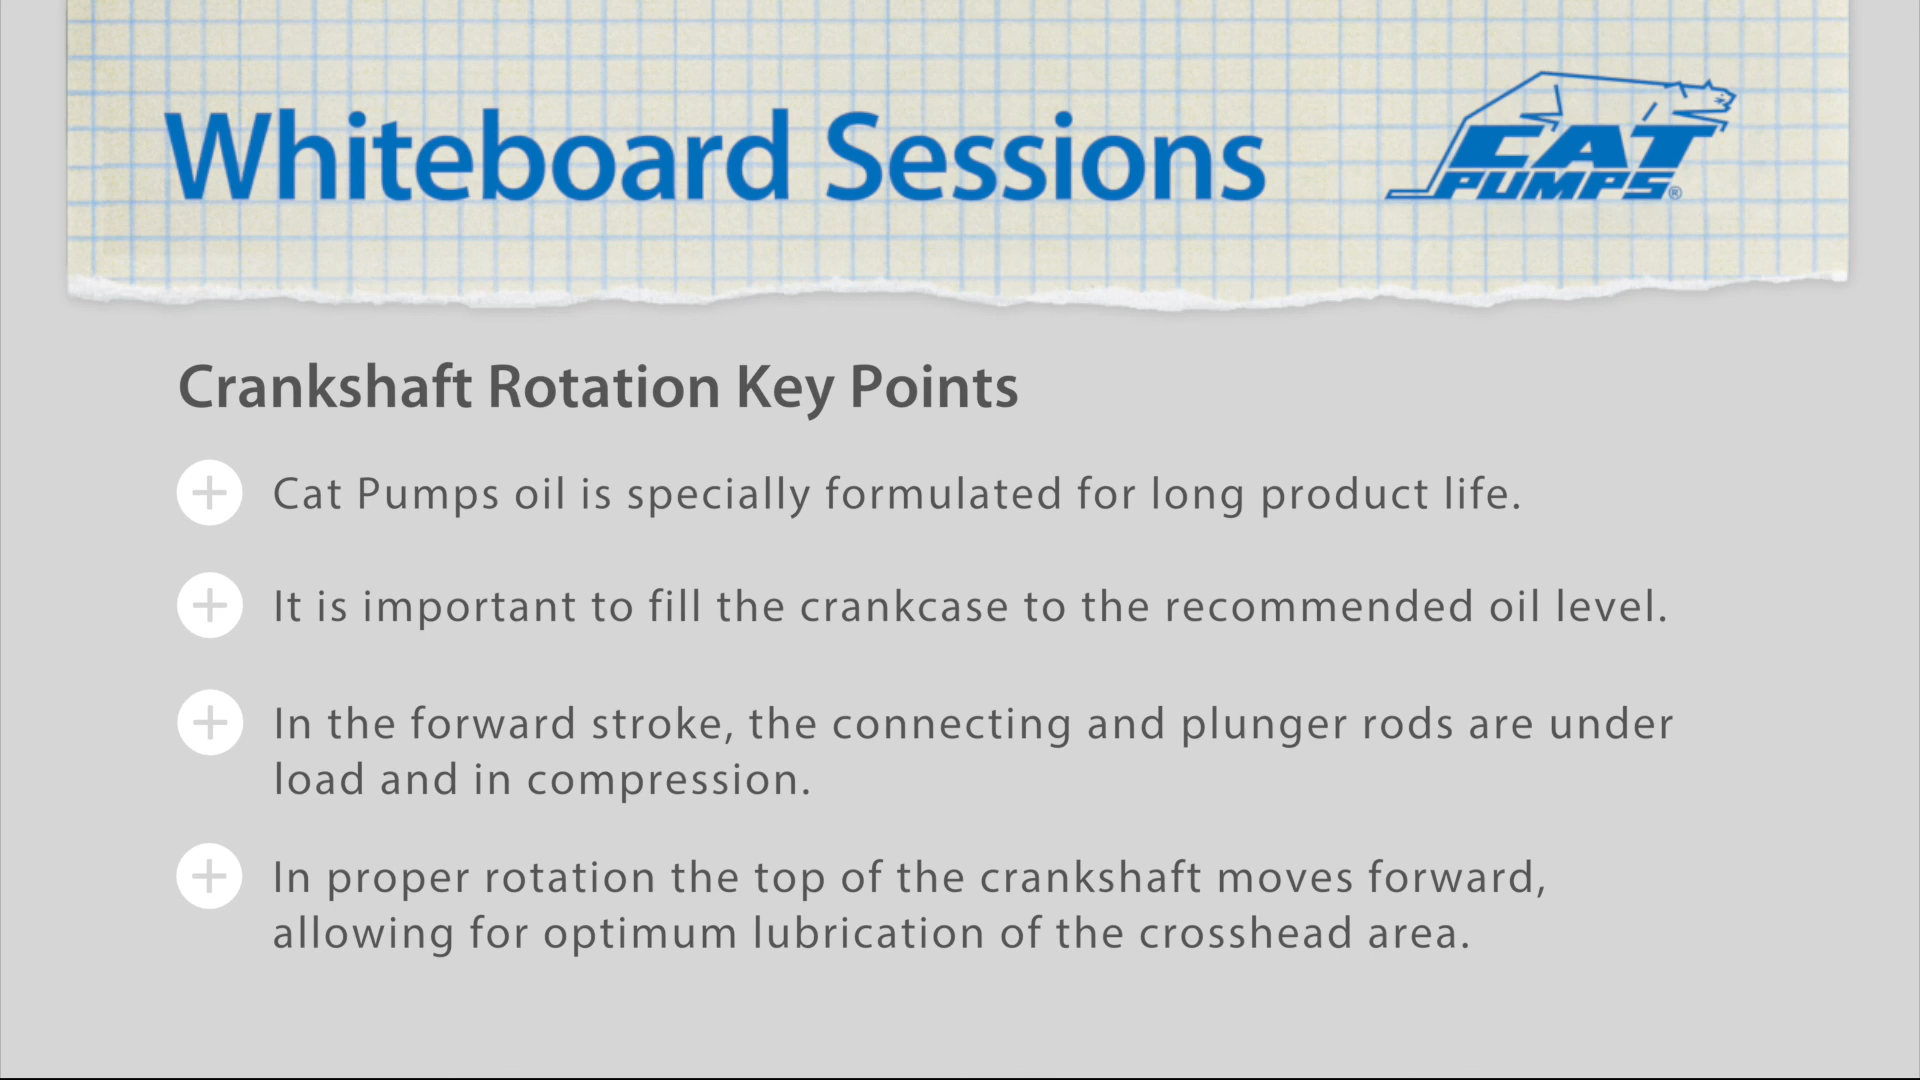 Whiteboard Sessions
CAT
PUMPS®
Crankshaft Rotation Key Points
Cat Pumps oil is specially formulated for long product life.
It is important to fill the crankcase to the recommended oil level.
In the forward stroke, the connecting and plunger rods are under
load and in compression.
In proper rotation the top of the crankshaft moves forward,
allowing for optimum lubrication of the crosshead area.